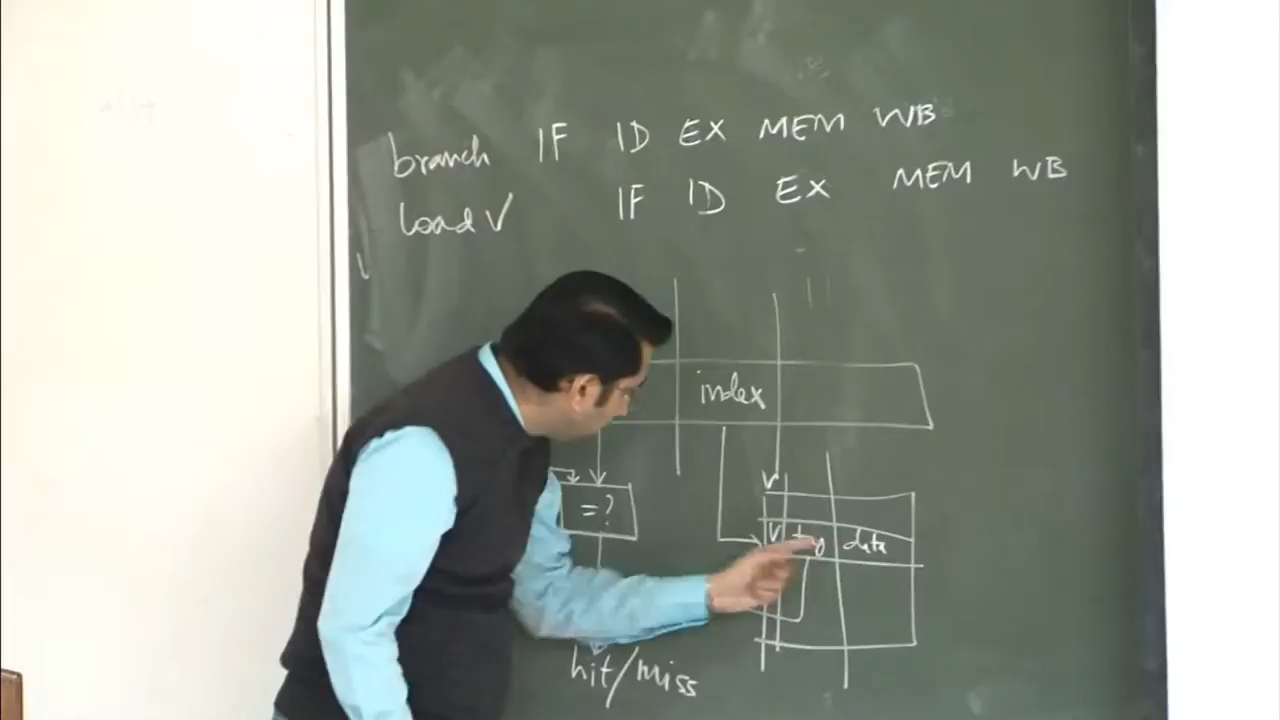 branch IF ID EX MEM WB
load V IF ID EX MEM WB
index
V
=?
V tag data
hit/miss